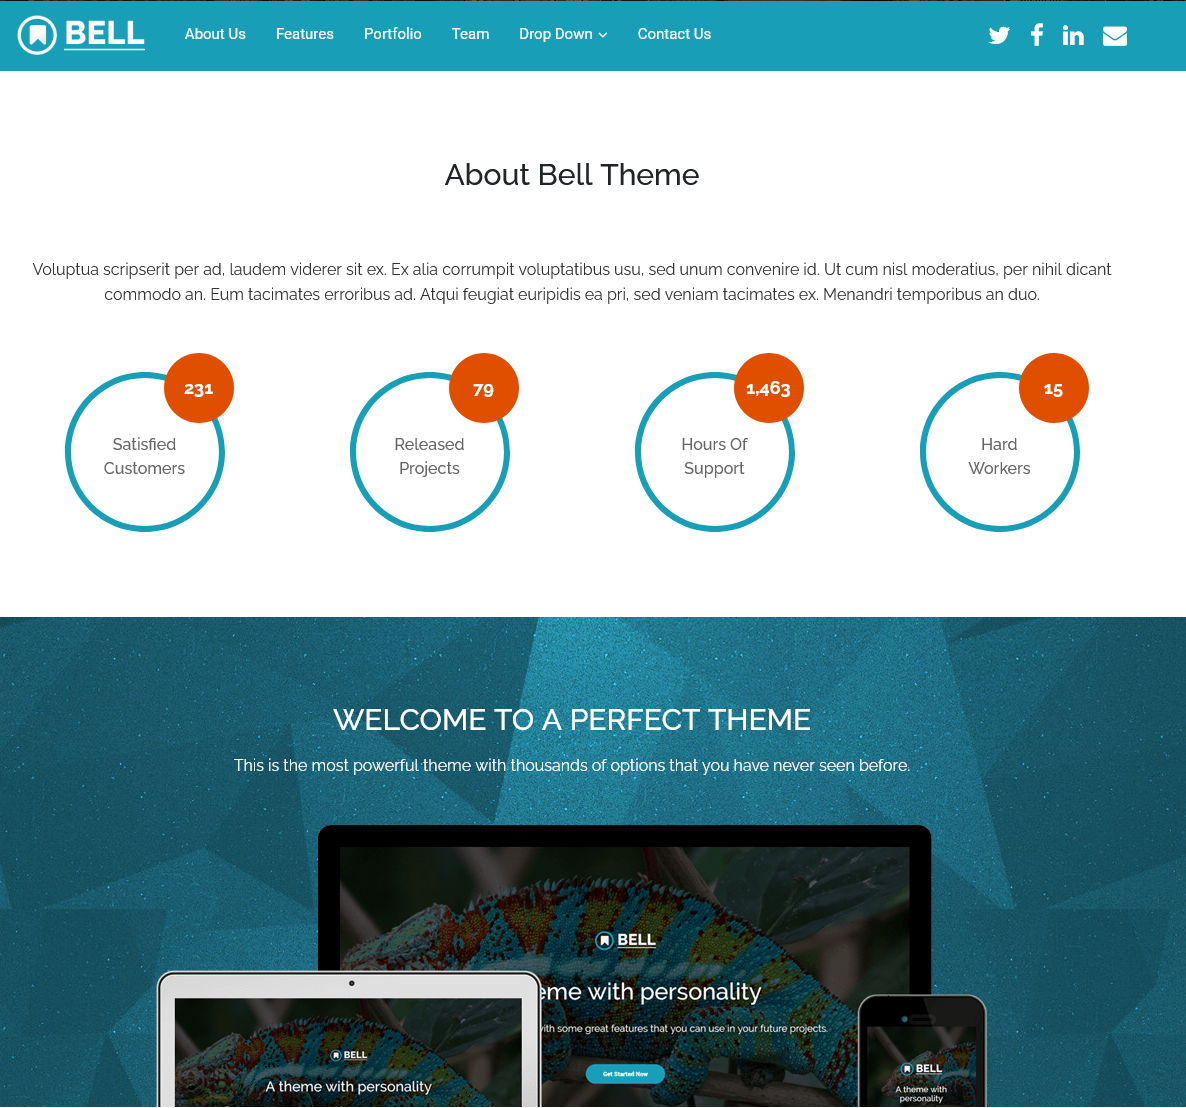 BELL
About Us
Features
Portfolio
Team
Drop Down
Contact Us
About Bell Theme
Voluptua scripserit per ad, laudem viderer sit ex. Ex alia corrumpit voluptatibus usu, sed unum convenire id. Ut cum nisl moderatius, per nihil dicant
commodo an. Eum tacimates erroribus ad. Atqui feugiat euripidis ea pri, sed veniam tacimates ex. Menandri temporibus an duo.
231
Satisfied
Customers
79
Released
Projects
1,463
Hours Of
Support
15
Hard
Workers
WELCOME TO A PERFECT THEME
This is the most powerful theme with thousands of options that you have never seen before.
BELL
eme with personality
with some great features that you can use in your future projects.
Get Started Now
BELL
A theme with personality
BELL
A theme with
personality